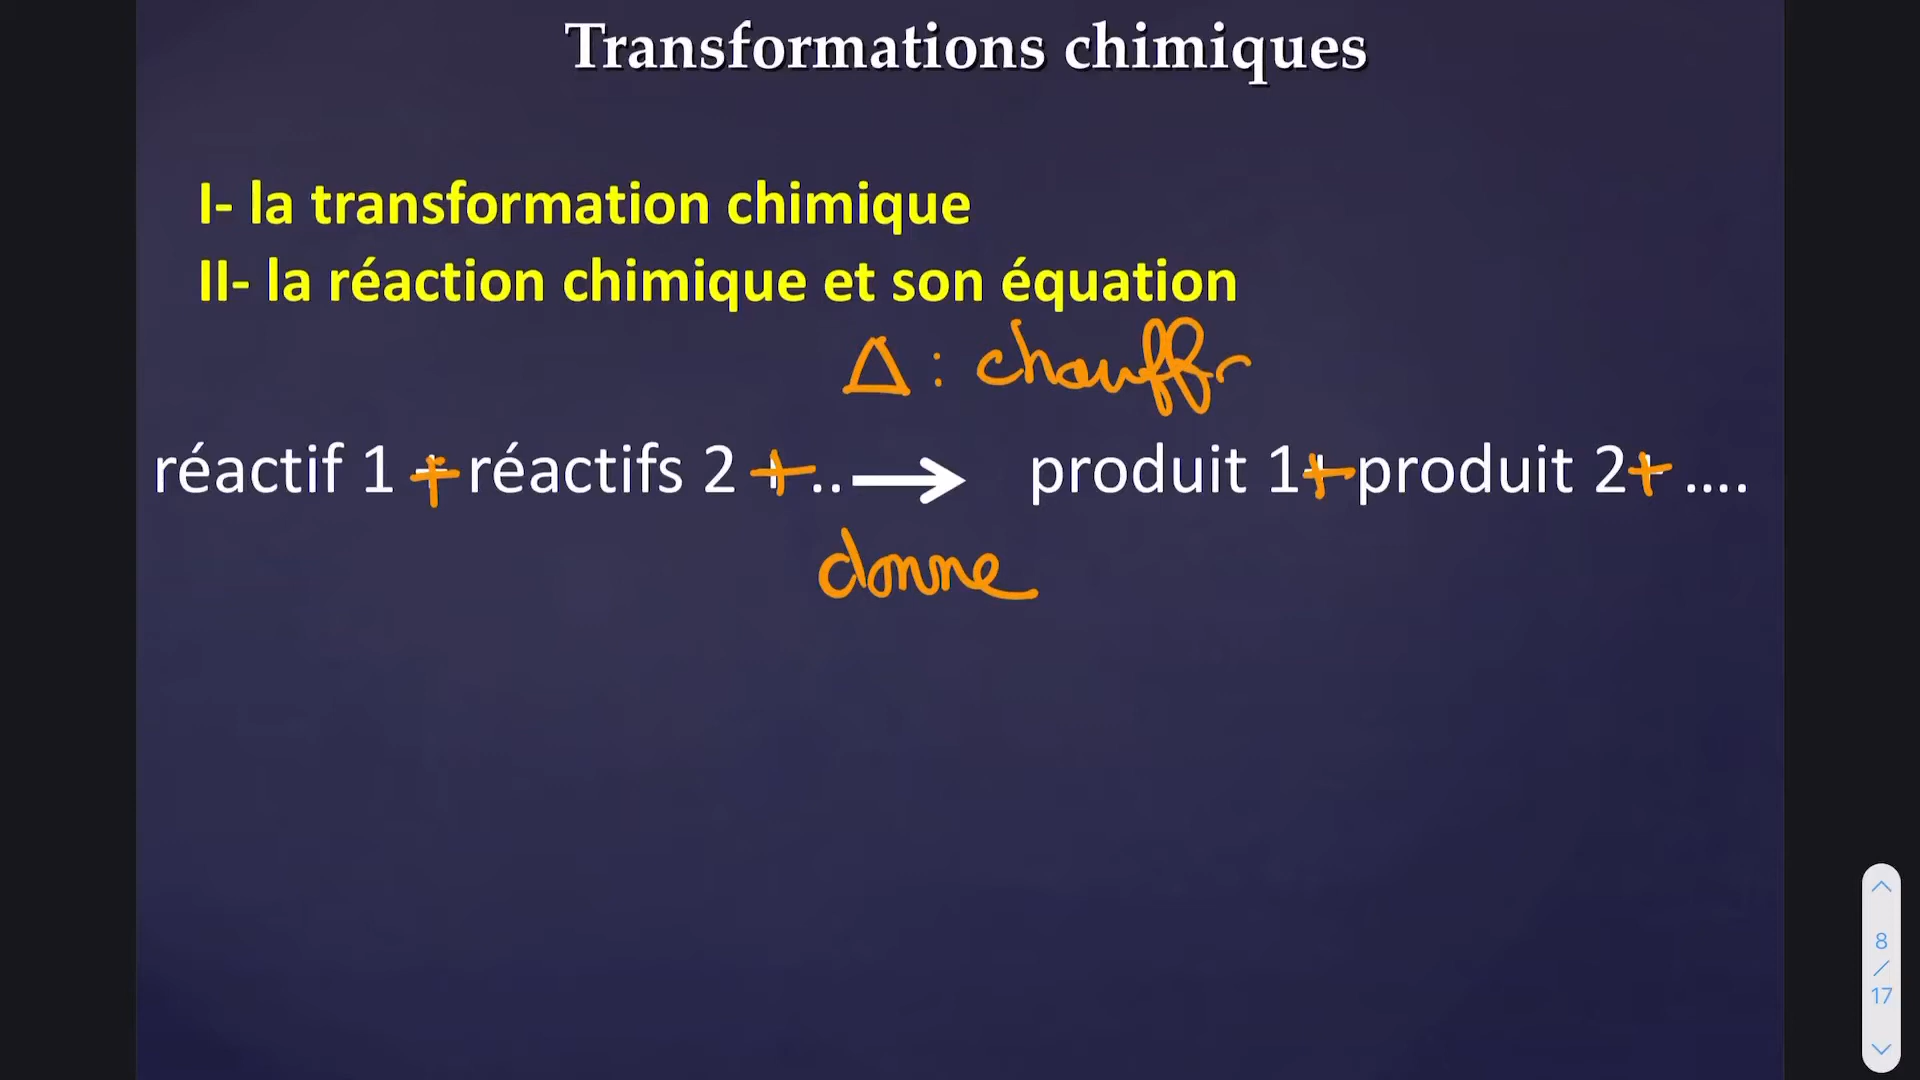 Transformations chimiques
I- la transformation chimique
II- la réaction chimique et son équation
Δ : chauffr
réactif 1 + réactifs 2 + .. → produit 1+ produit 2+ ....
donne
8
/
17